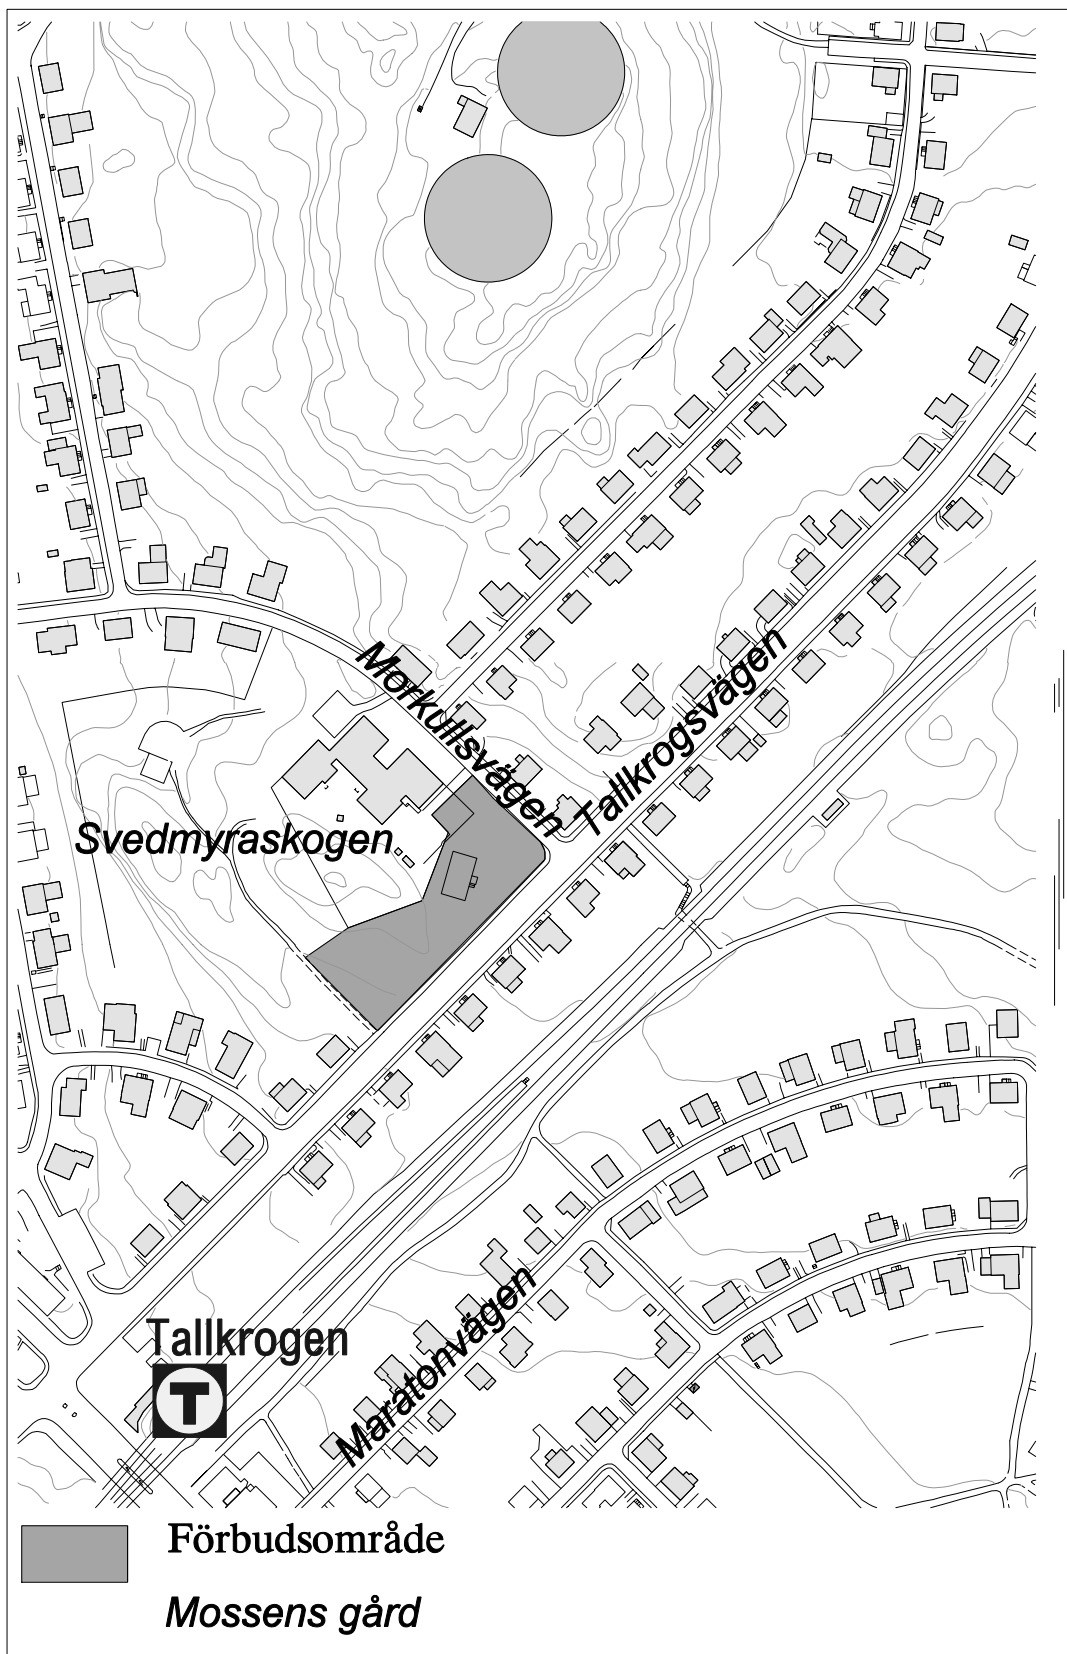 Morkullsvägen
Tallkrogsvägen
Svedmyraskogen
Maratonvägen
Tallkrogen
T
Förbudsområde
Mossens gård